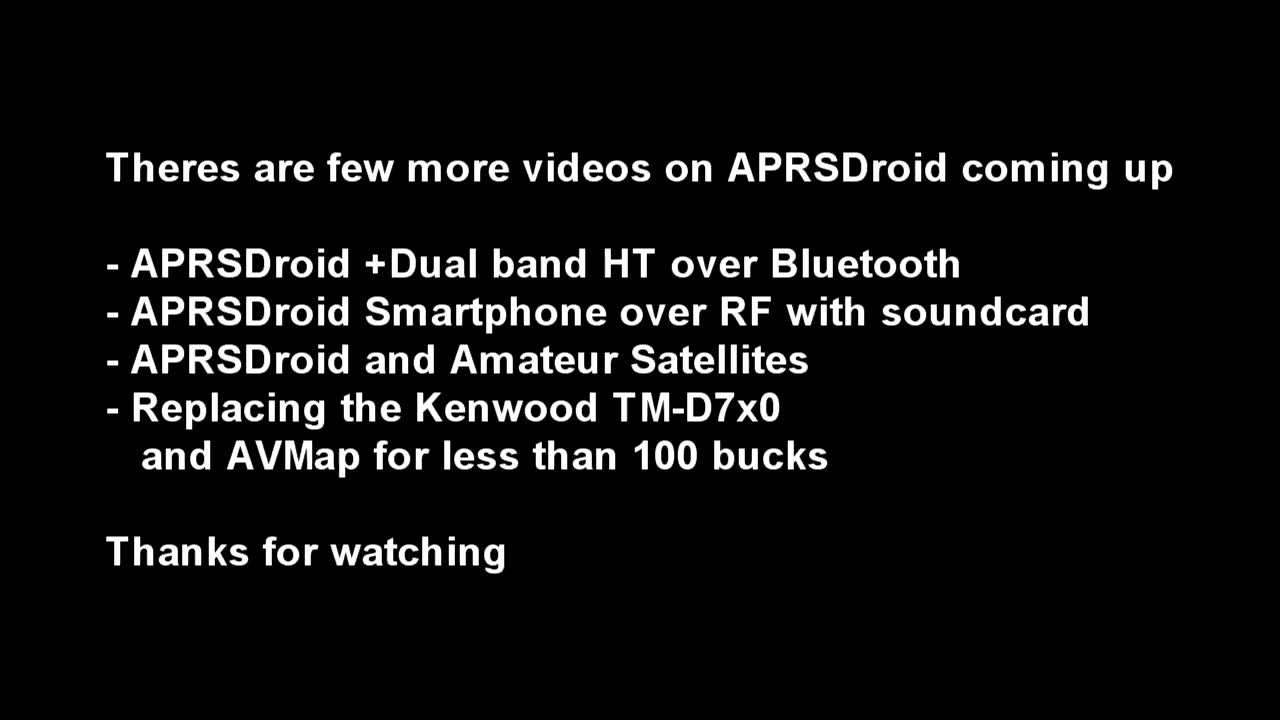 Theres are few more videos on APRSDroid coming up
- APRSDroid +Dual band HT over Bluetooth
- APRSDroid Smartphone over RF with soundcard
- APRSDroid and Amateur Satellites
- Replacing the Kenwood TM-D7x0
and AVMap for less than 100 bucks
Thanks for watching